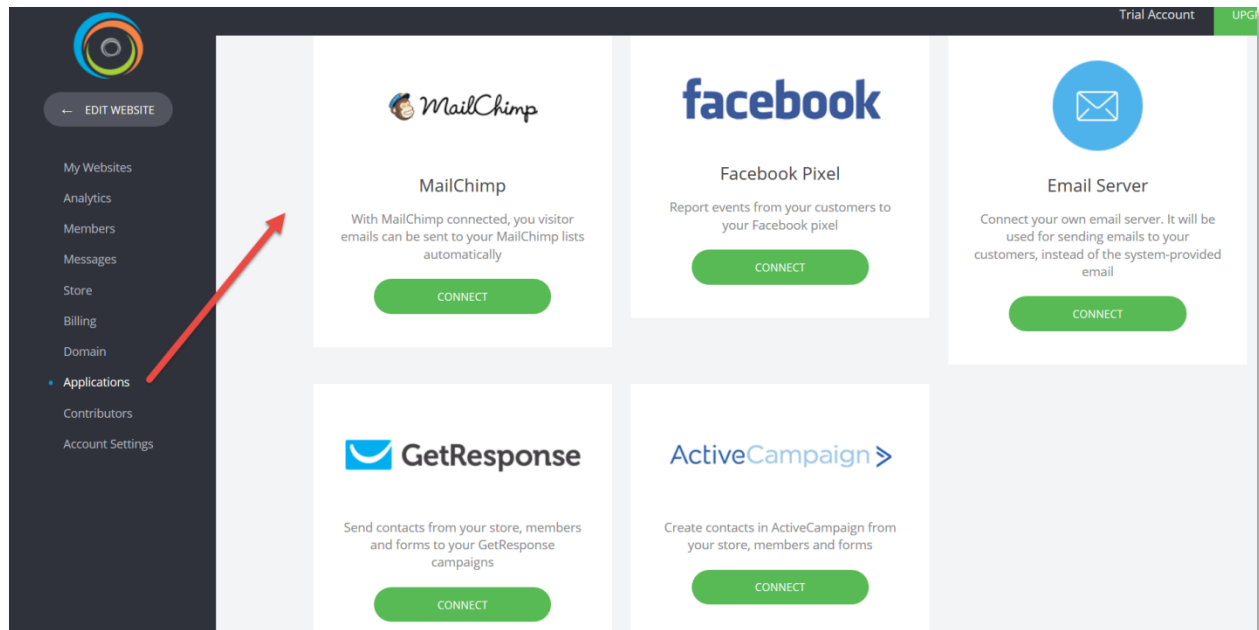 Trial Account
UPGR
← EDIT WEBSITE
My Websites
Analytics
Members
Messages
Store
Billing
Domain
Applications
Contributors
Account Settings
MailChimp
MailChimp
With MailChimp connected, you visitor
emails can be sent to your MailChimp lists
automatically
CONNECT
facebook
Facebook Pixel
Report events from your customers to
your Facebook pixel
CONNECT
Email Server
Connect your own email server. It will be
used for sending emails to your
customers, instead of the system-provided
email
CONNECT
GetResponse
Send contacts from your store, members
and forms to your GetResponse
campaigns
CONNECT
ActiveCampaign
Create contacts in ActiveCampaign from
your store, members and forms
CONNECT